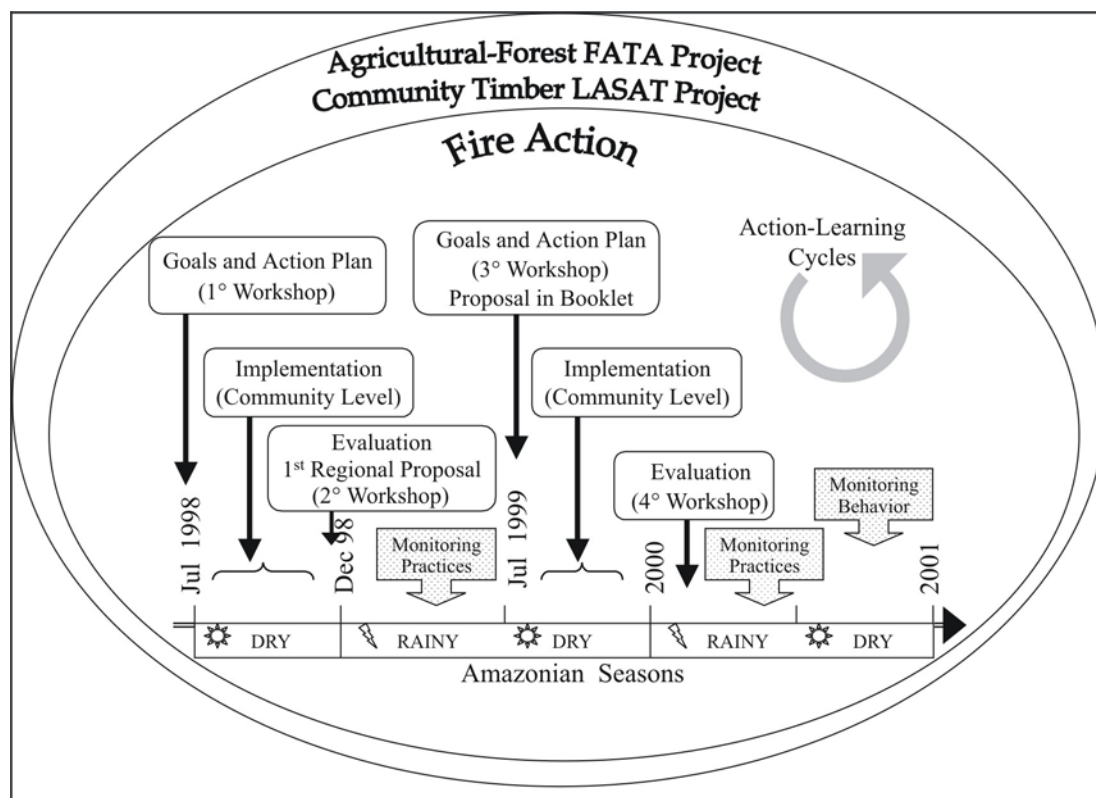 Agricultural-Forest FATA Project
Community Timber LASAT Project
Fire Action
Goals and Action Plan
(1° Workshop)
Goals and Action Plan
(3° Workshop)
Proposal in Booklet
Action-Learning
Cycles
Implementation
(Community Level)
Implementation
(Community Level)
Evaluation
1st Regional Proposal
(2° Workshop)
Evaluation
(4° Workshop)
Monitoring
Behavior
Monitoring
Practices
Monitoring
Practices
Jul 1998
Dec 98
Jul 1999
2000
2001
DRY
RAINY
DRY
RAINY
DRY
Amazonian Seasons